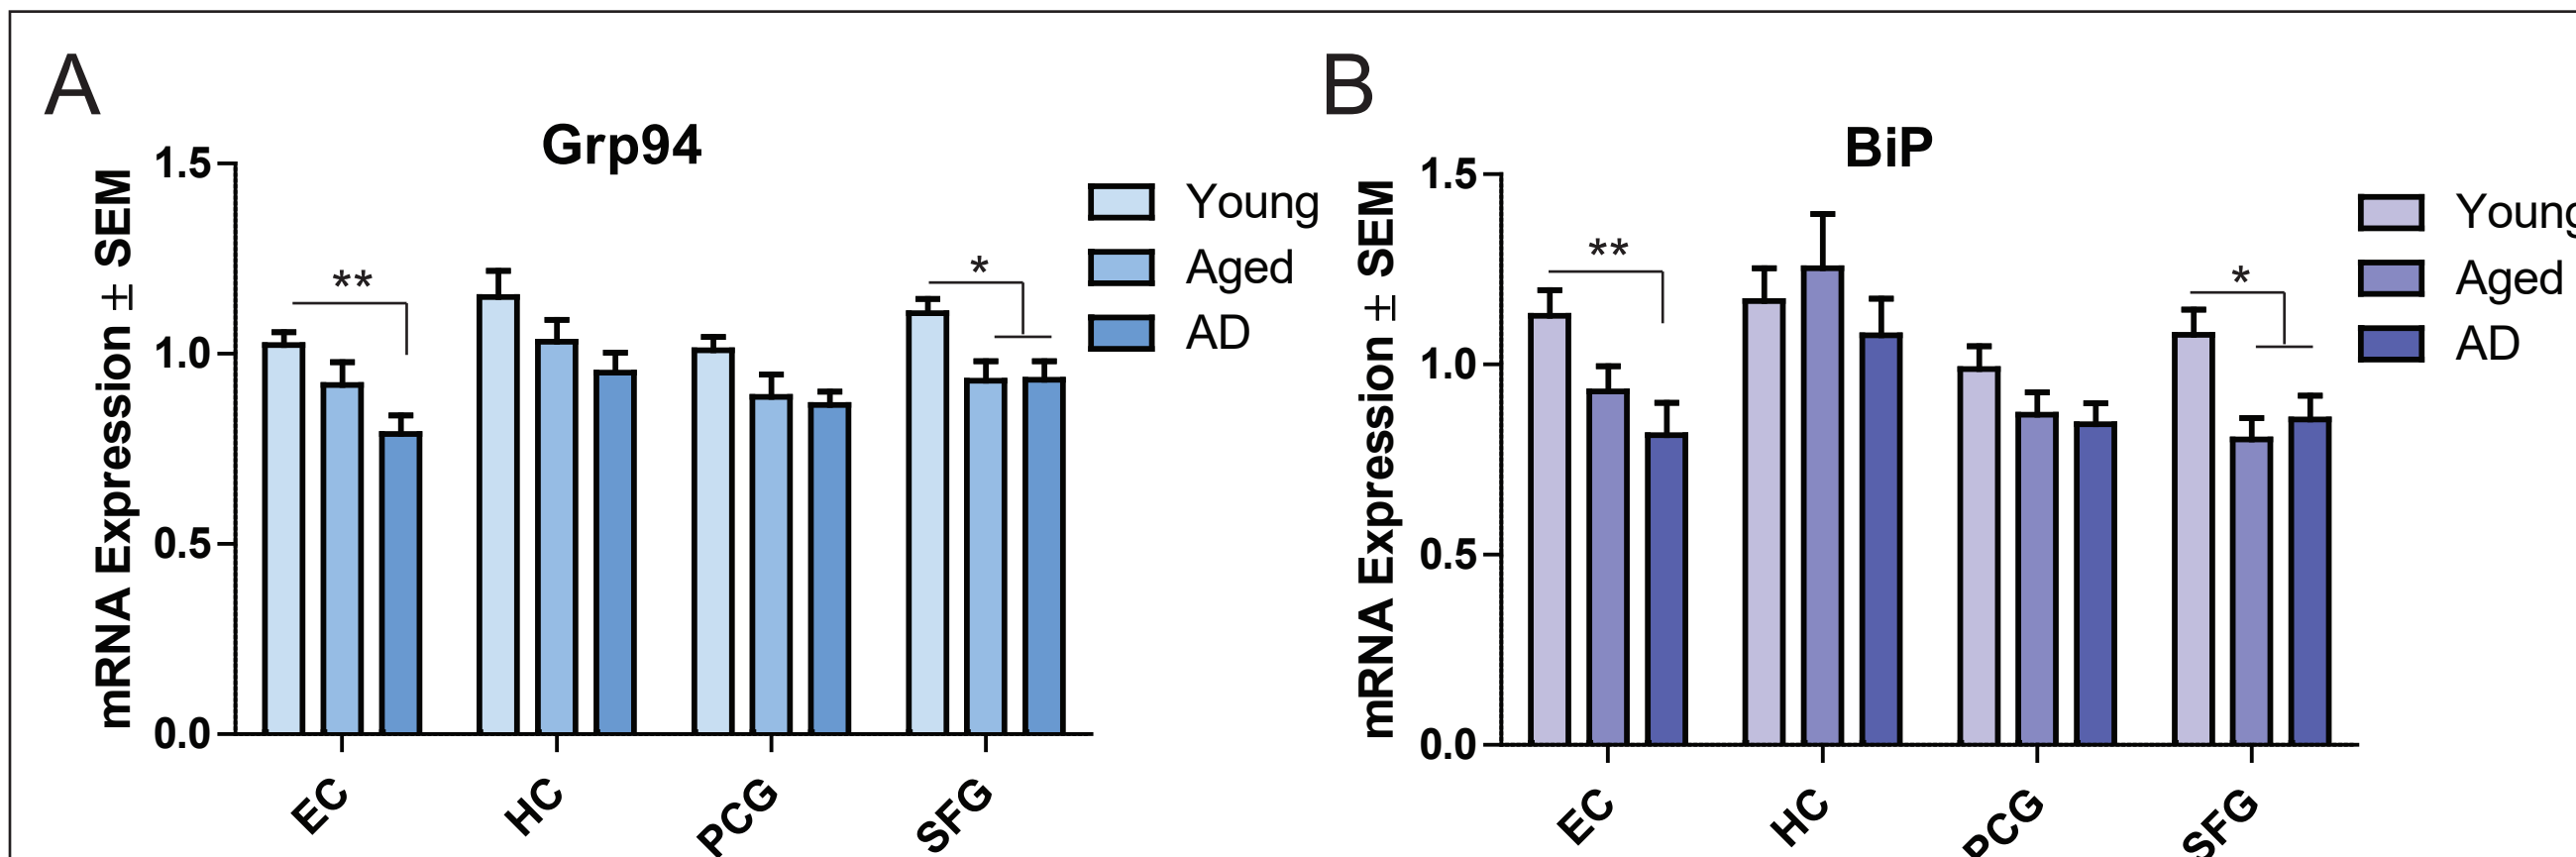 A
Grp94
mRNA Expression ± SEM
1.5
1.0
0.5
0.0
**
*
Young
Aged
AD
EC
HC
PCG
SFG
B
BiP
mRNA Expression ± SEM
1.5
1.0
0.5
0.0
**
*
Young
Aged
AD
EC
HC
PCG
SFG